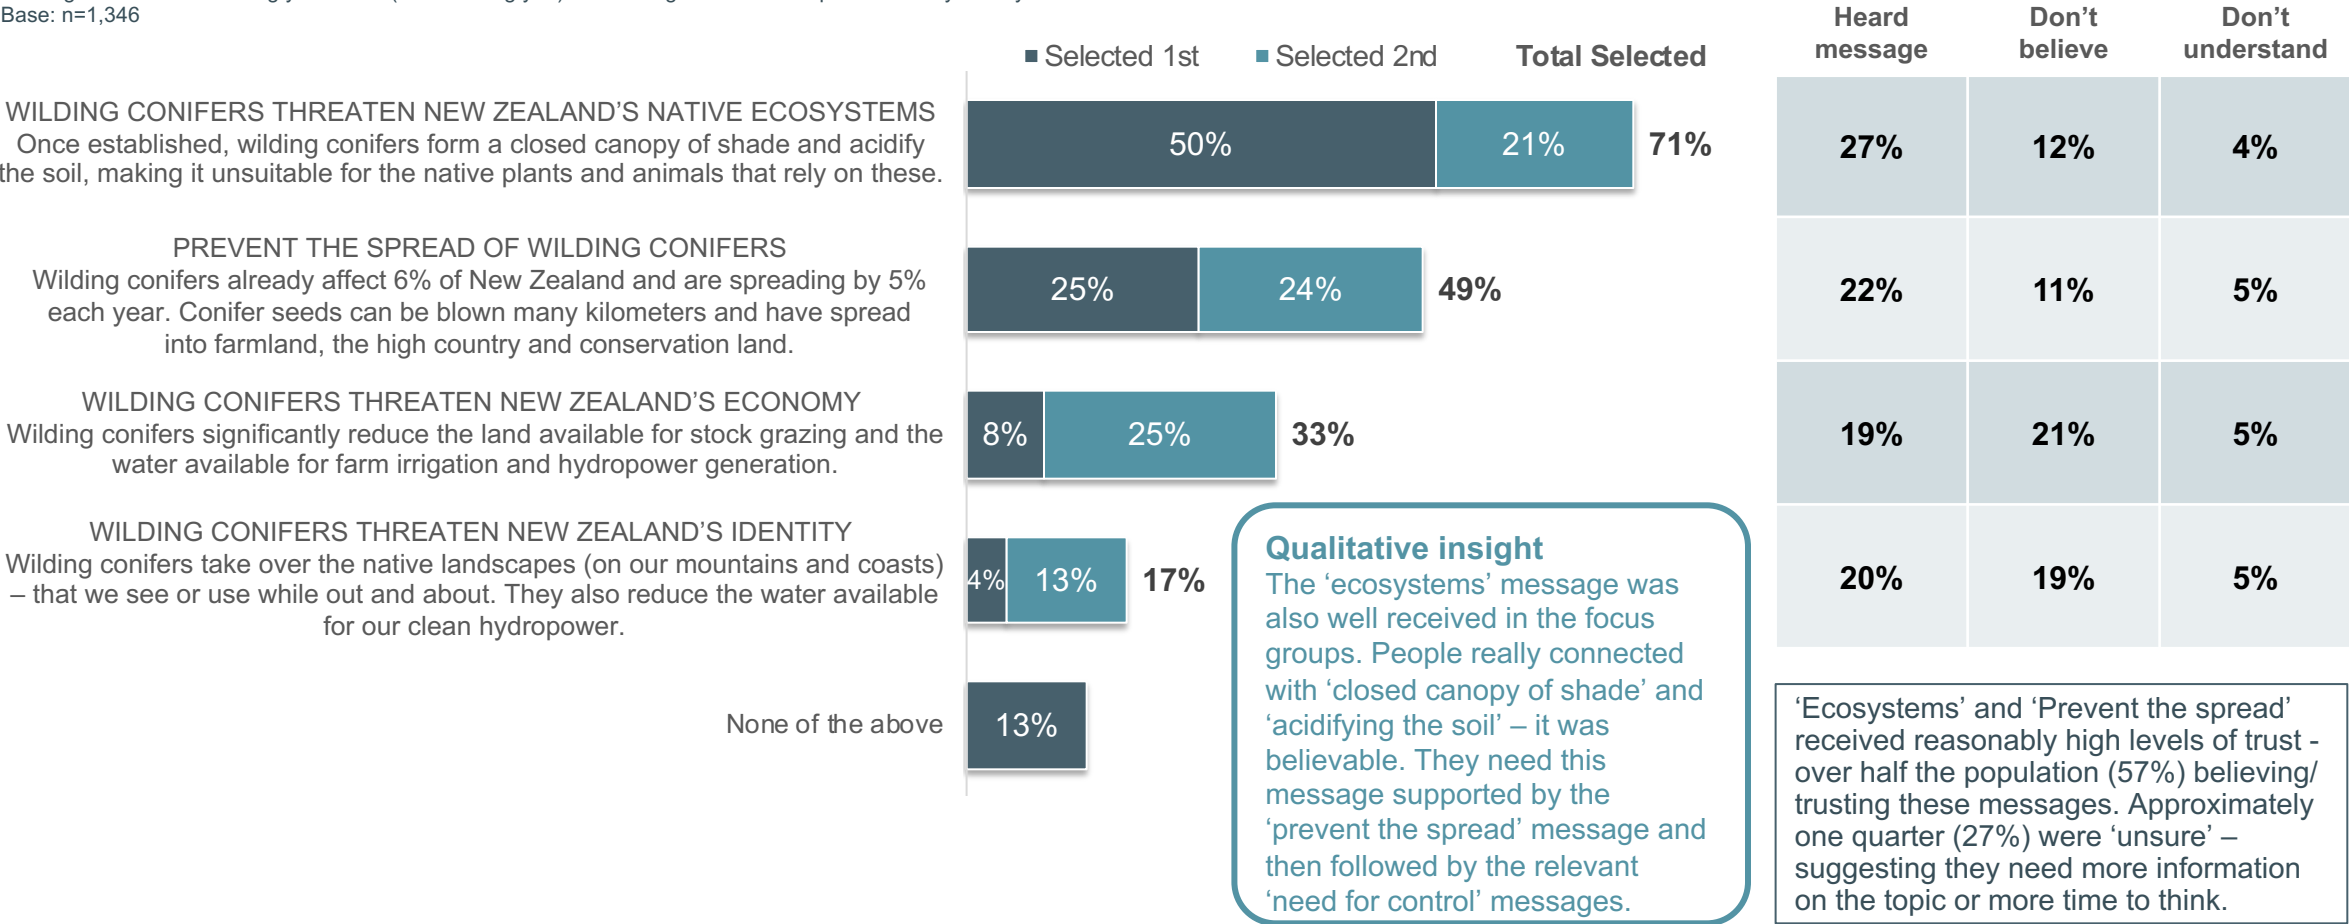 Base: n=1,346
Selected 1st Selected 2nd Total Selected
Heard message
Don't believe
Don't understand
WILDING CONIFERS THREATEN NEW ZEALAND'S NATIVE ECOSYSTEMS
Once established, wilding conifers form a closed canopy of shade and acidify
the soil, making it unsuitable for the native plants and animals that rely on these.
50% 21% 71% 27% 12% 4%
PREVENT THE SPREAD OF WILDING CONIFERS
Wilding conifers already affect 6% of New Zealand and are spreading by 5%
each year. Conifer seeds can be blown many kilometers and have spread
into farmland, the high country and conservation land.
25% 24% 49% 22% 11% 5%
WILDING CONIFERS THREATEN NEW ZEALAND'S ECONOMY
Wilding conifers significantly reduce the land available for stock grazing and the
water available for farm irrigation and hydropower generation.
8% 25% 33% 19% 21% 5%
WILDING CONIFERS THREATEN NEW ZEALAND'S IDENTITY
Wilding conifers take over the native landscapes (on our mountains and coasts)
– that we see or use while out and about. They also reduce the water available
for our clean hydropower.
4% 13% 17% 20% 19% 5%
None of the above
13%
Qualitative insight
The ‘ecosystems’ message was
also well received in the focus
groups. People really connected
with ‘closed canopy of shade’ and
‘acidifying the soil’ – it was
believable. They need this
message supported by the
‘prevent the spread’ message and
then followed by the relevant
‘need for control’ messages.
‘Ecosystems’ and ‘Prevent the spread’
received reasonably high levels of trust -
over half the population (57%) believing/
trusting these messages. Approximately
one quarter (27%) were ‘unsure’ –
suggesting they need more information
on the topic or more time to think.